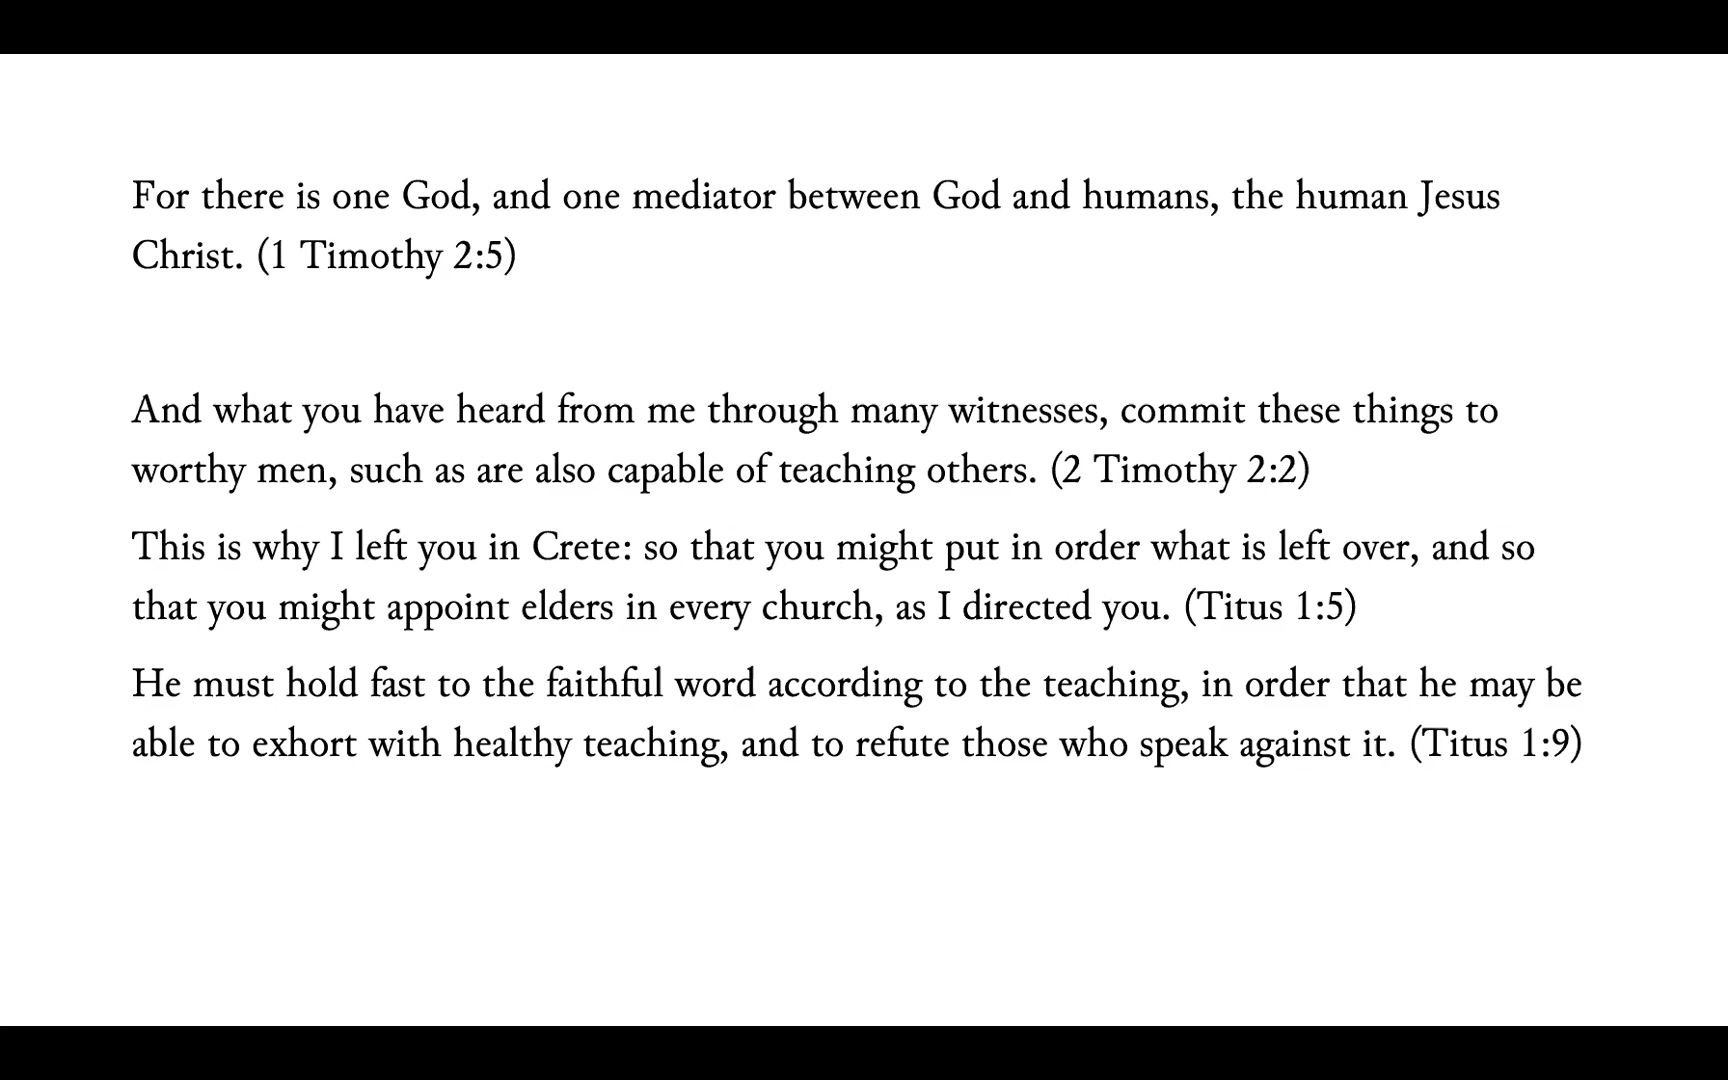 For there is one God, and one mediator between God and humans, the human Jesus
Christ. (1 Timothy 2:5)
And what you have heard from me through many witnesses, commit these things to
worthy men, such as are also capable of teaching others. (2 Timothy 2:2)
This is why I left you in Crete: so that you might put in order what is left over, and so
that you might appoint elders in every church, as I directed you. (Titus 1:5)
He must hold fast to the faithful word according to the teaching, in order that he may be
able to exhort with healthy teaching, and to refute those who speak against it. (Titus 1:9)